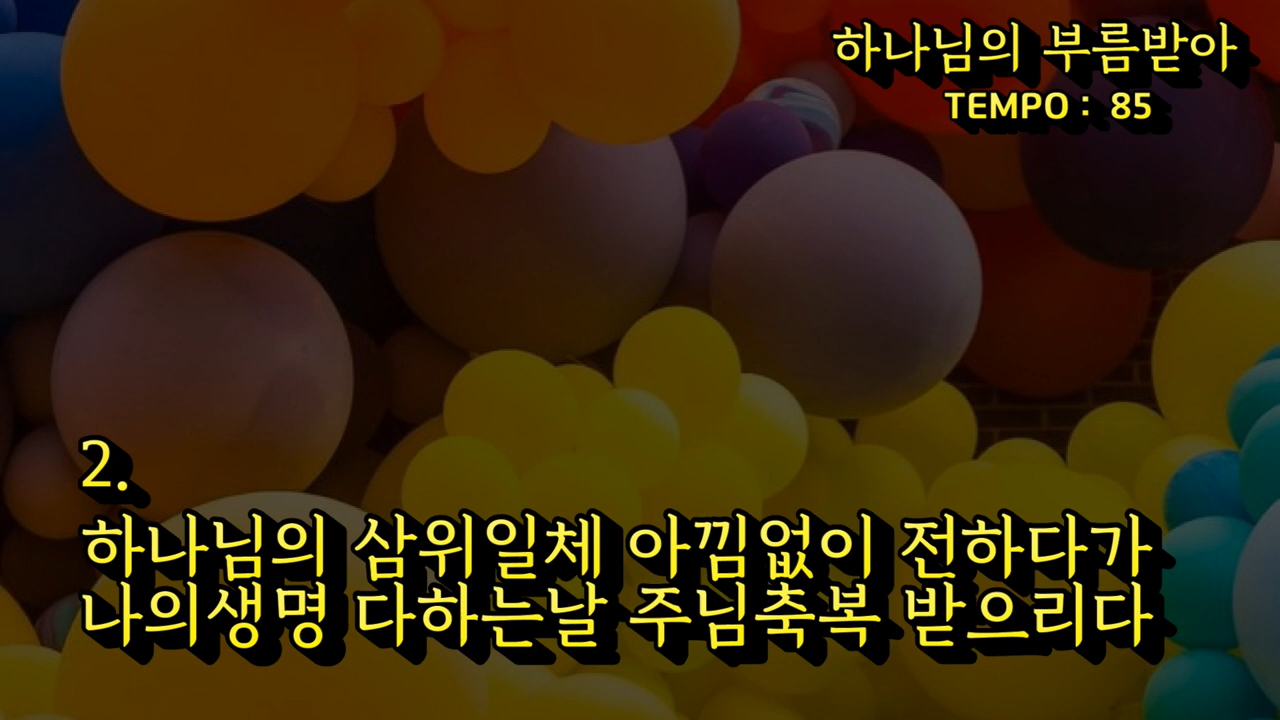 하나님의 부름받아
TEMPO : 85
2.
하나님의 삼위일체 아낌없이 전하다가
나의생명 다하는날 주님축복 받으리다